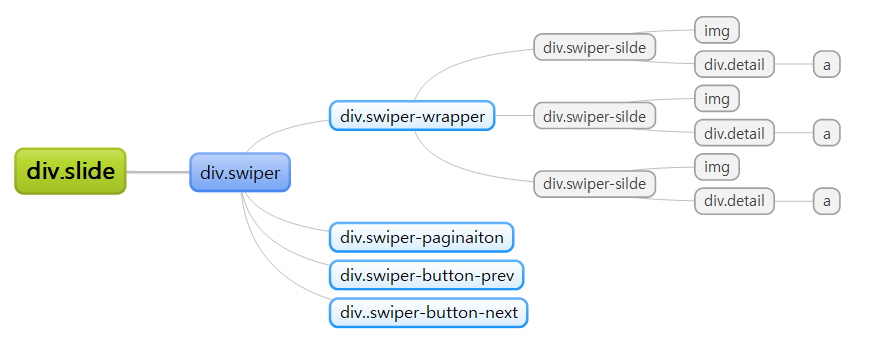 div.slide
div.swiper
div.swiper-wrapper
div.swiper-silde
img
div.detail
a
div.swiper-silde
img
div.detail
a
div.swiper-silde
img
div.detail
a
div.swiper-paginaiton
div.swiper-button-prev
div..swiper-button-next